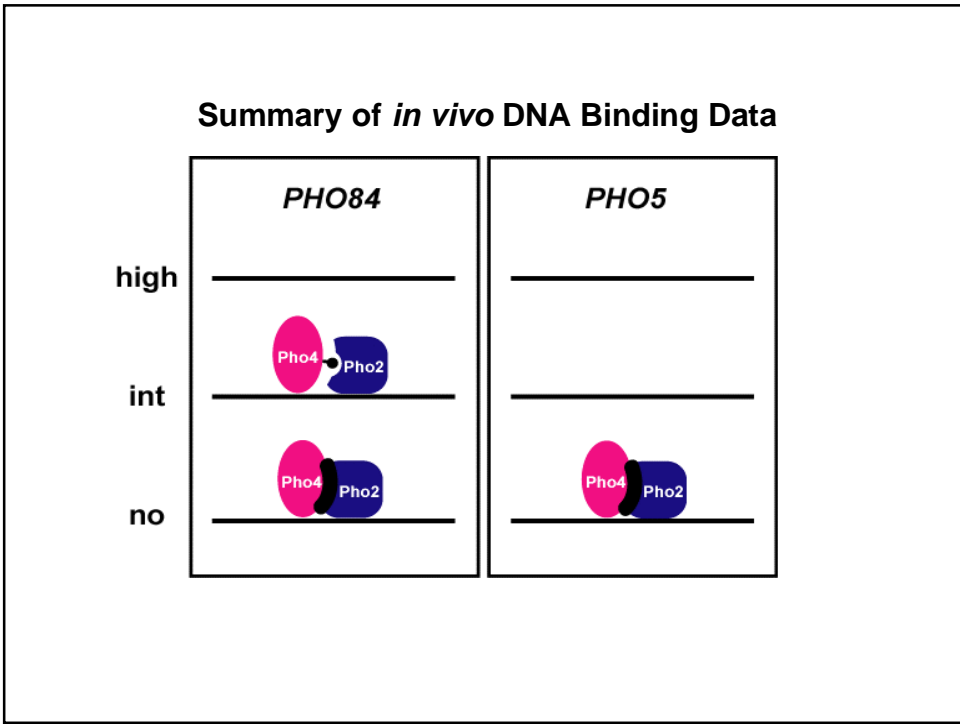 Summary of in vivo DNA Binding Data
PHO84 PHO5
high
Pho4 Pho2
int
Pho4 Pho2 Pho4 Pho2
no